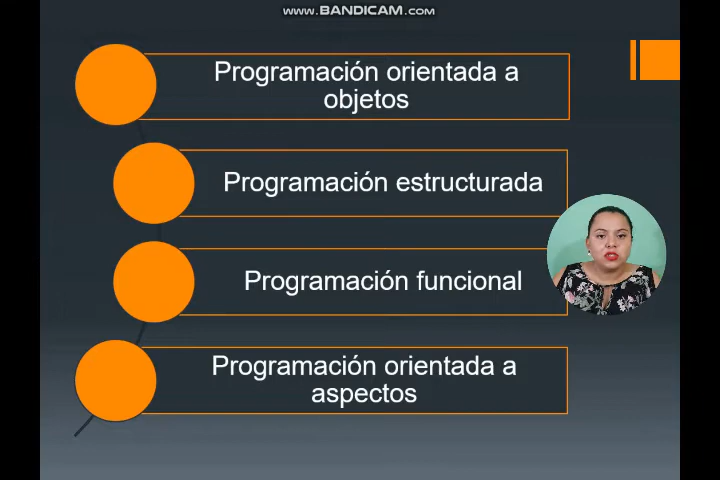 www.BANDICAM.com
Programación orientada a
objetos
Programación estructurada
Programación funcional
Programación orientada a
aspectos